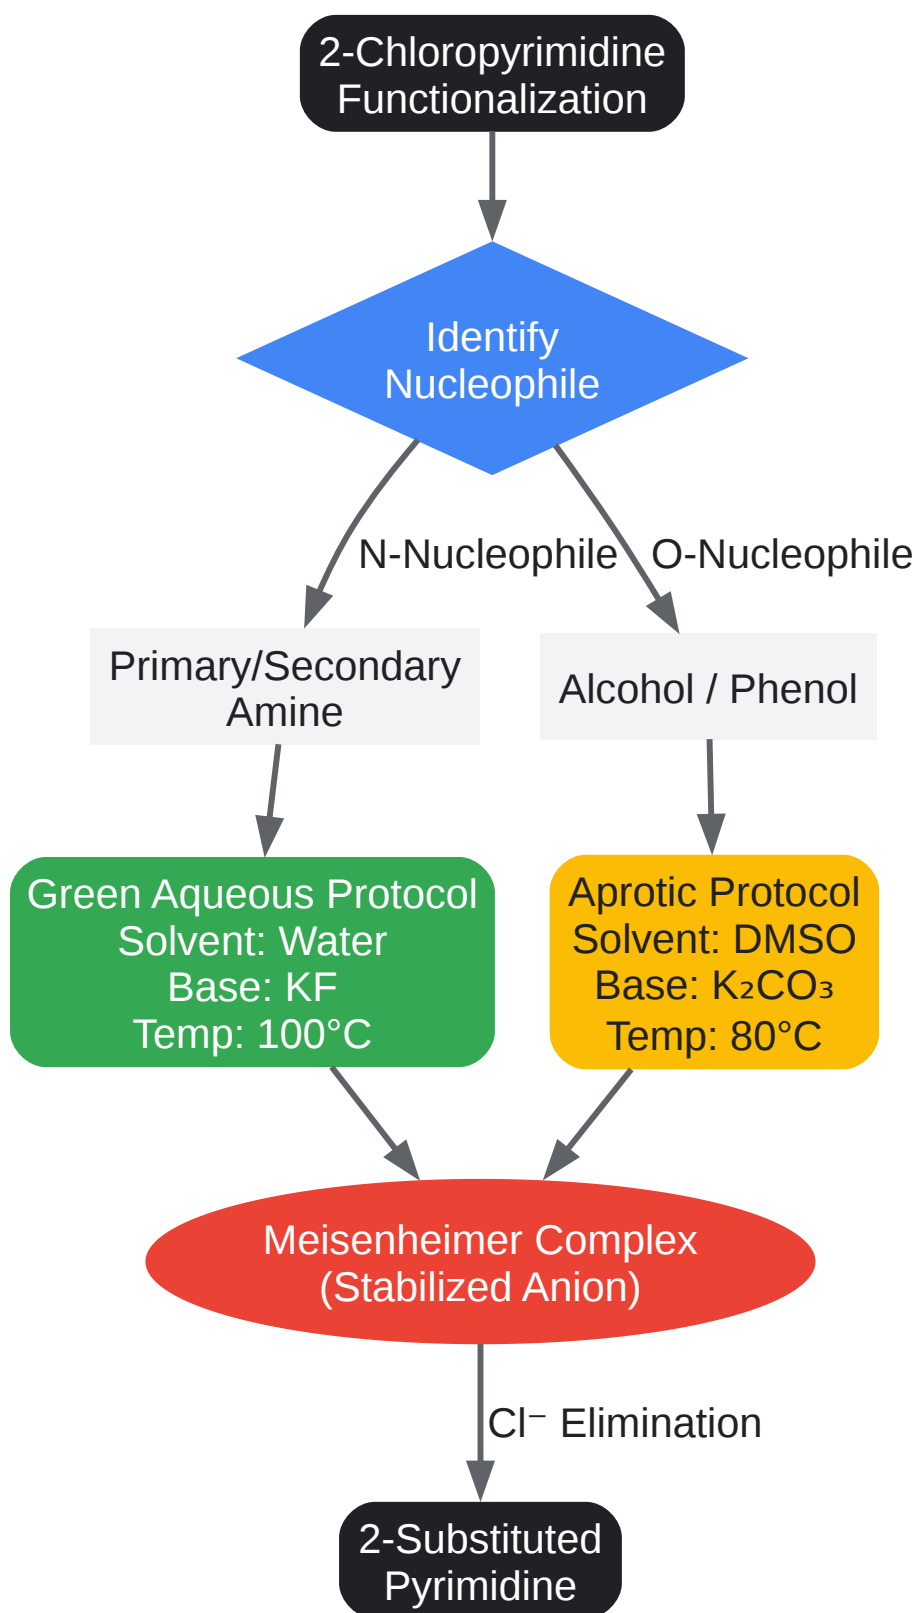 2-Chloropyrimidine
Functionalization
Identify
Nucleophile
N-Nucleophile
O-Nucleophile
Primary/Secondary
Amine
Alcohol / Phenol
Green Aqueous Protocol
Solvent: Water
Base: KF
Temp: 100°C
Aprotic Protocol
Solvent: DMSO
Base: K₂CO₃
Temp: 80°C
Meisenheimer Complex
(Stabilized Anion)
Cl⁻ Elimination
2-Substituted
Pyrimidine